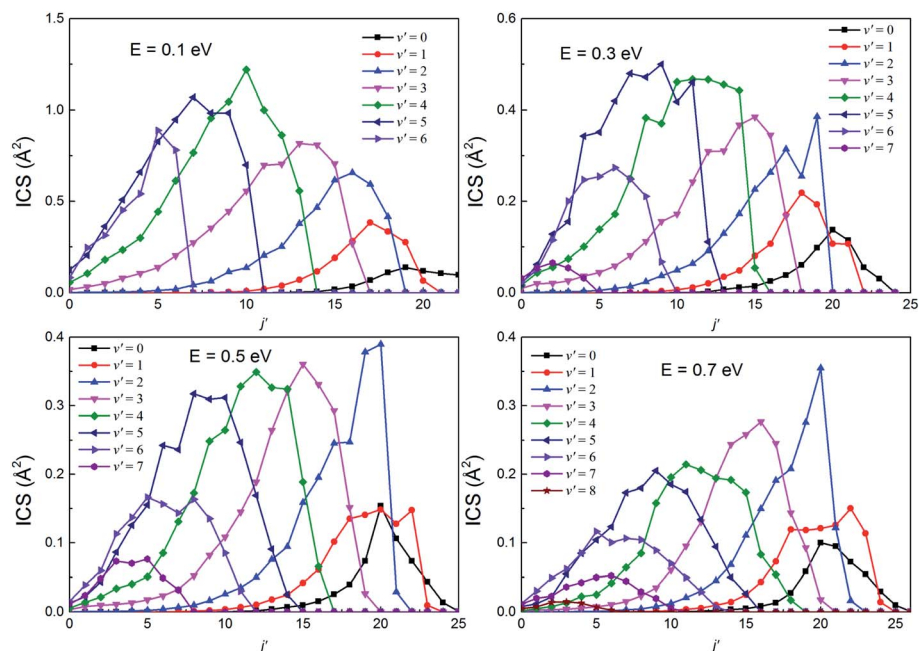 E = 0.1 eV
ICS (Å²)
1.5
1.0
0.5
0.0
v' = 0
v' = 1
v' = 2
v' = 3
v' = 4
v' = 5
v' = 6
0 5 10 15 20
j'
E = 0.3 eV
ICS (Å²)
0.6
0.4
0.2
0.0
v' = 0
v' = 1
v' = 2
v' = 3
v' = 4
v' = 5
v' = 6
v' = 7
0 5 10 15 20 25
j'
E = 0.5 eV
ICS (Å²)
0.4
0.3
0.2
0.1
0.0
v' = 0
v' = 1
v' = 2
v' = 3
v' = 4
v' = 5
v' = 6
v' = 7
0 5 10 15 20 25
j'
E = 0.7 eV
ICS (Å²)
0.4
0.3
0.2
0.1
0.0
v' = 0
v' = 1
v' = 2
v' = 3
v' = 4
v' = 5
v' = 6
v' = 7
v' = 8
0 5 10 15 20 25
j'